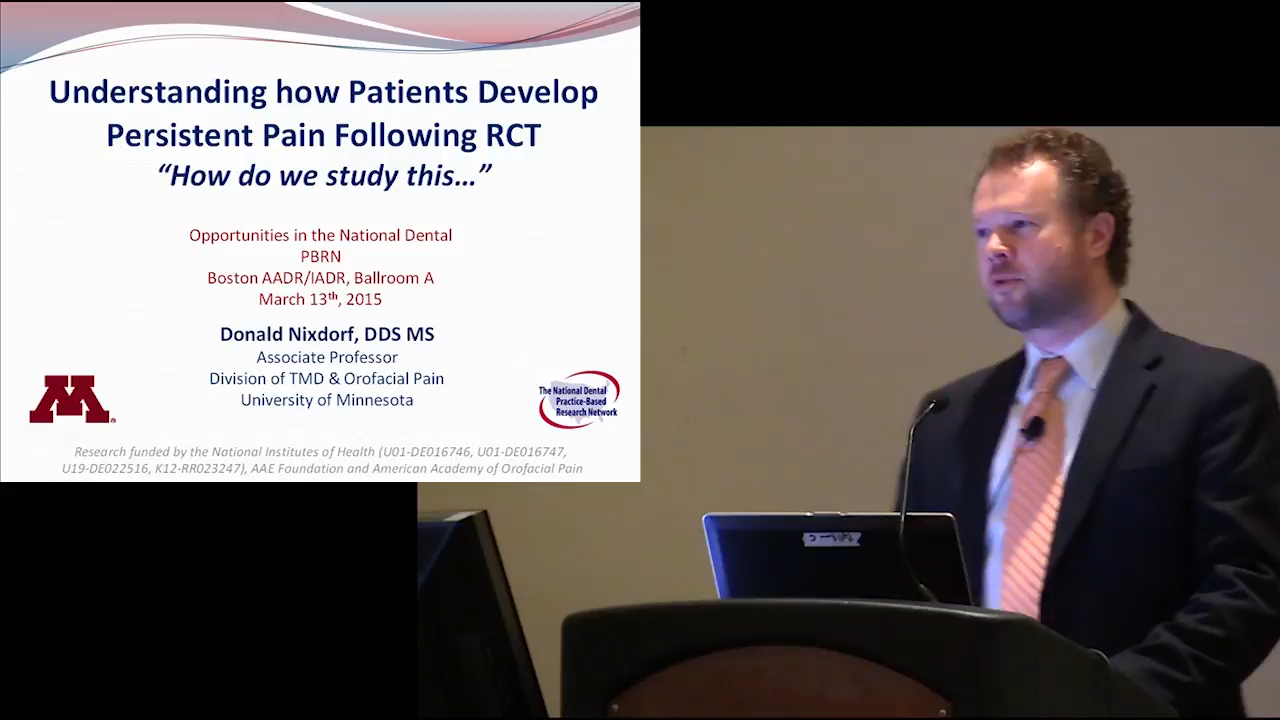 Understanding how Patients Develop
Persistent Pain Following RCT
“How do we study this...”
Opportunities in the National Dental
PBRN
Boston AADR/IADR, Ballroom A
March 13th, 2015
Donald Nixdorf, DDS MS
Associate Professor
Division of TMD & Orofacial Pain
University of Minnesota
M
The National Dental
Practice-Based
Research Network
Research funded by the National Institutes of Health (U01-DE016746, U01-DE016747,
U19-DE022516, K12-RR023247), AAE Foundation and American Academy of Orofacial Pain